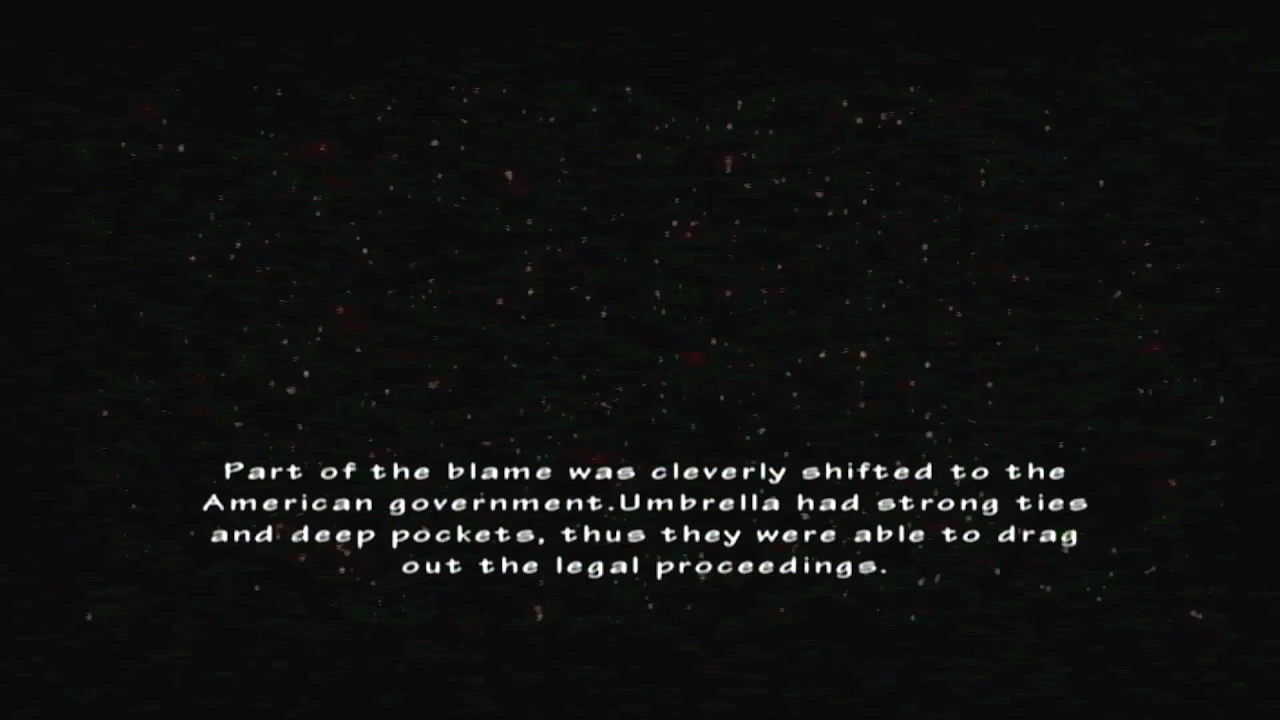 Part of the blame was cleverly shifted to the
American government.Umbrella had strong ties
and deep pockets, thus they were able to drag
out the legal proceedings.